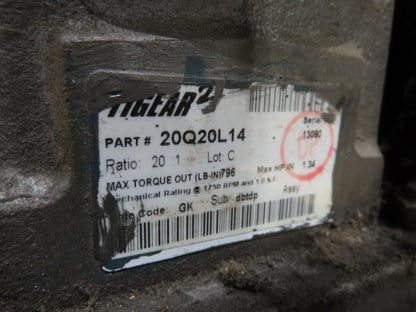 TIGEAR 2
Serial
PART # 20Q20L14 13090
UP
Ratio: 20 :1 Lot C
Max HP IN 1.34
MAX TORQUE OUT (LB-IN)796
Mechanical Rating @ 1750 RPM and 1.0 S.F.
Code: GK Sub dbtdp Assy